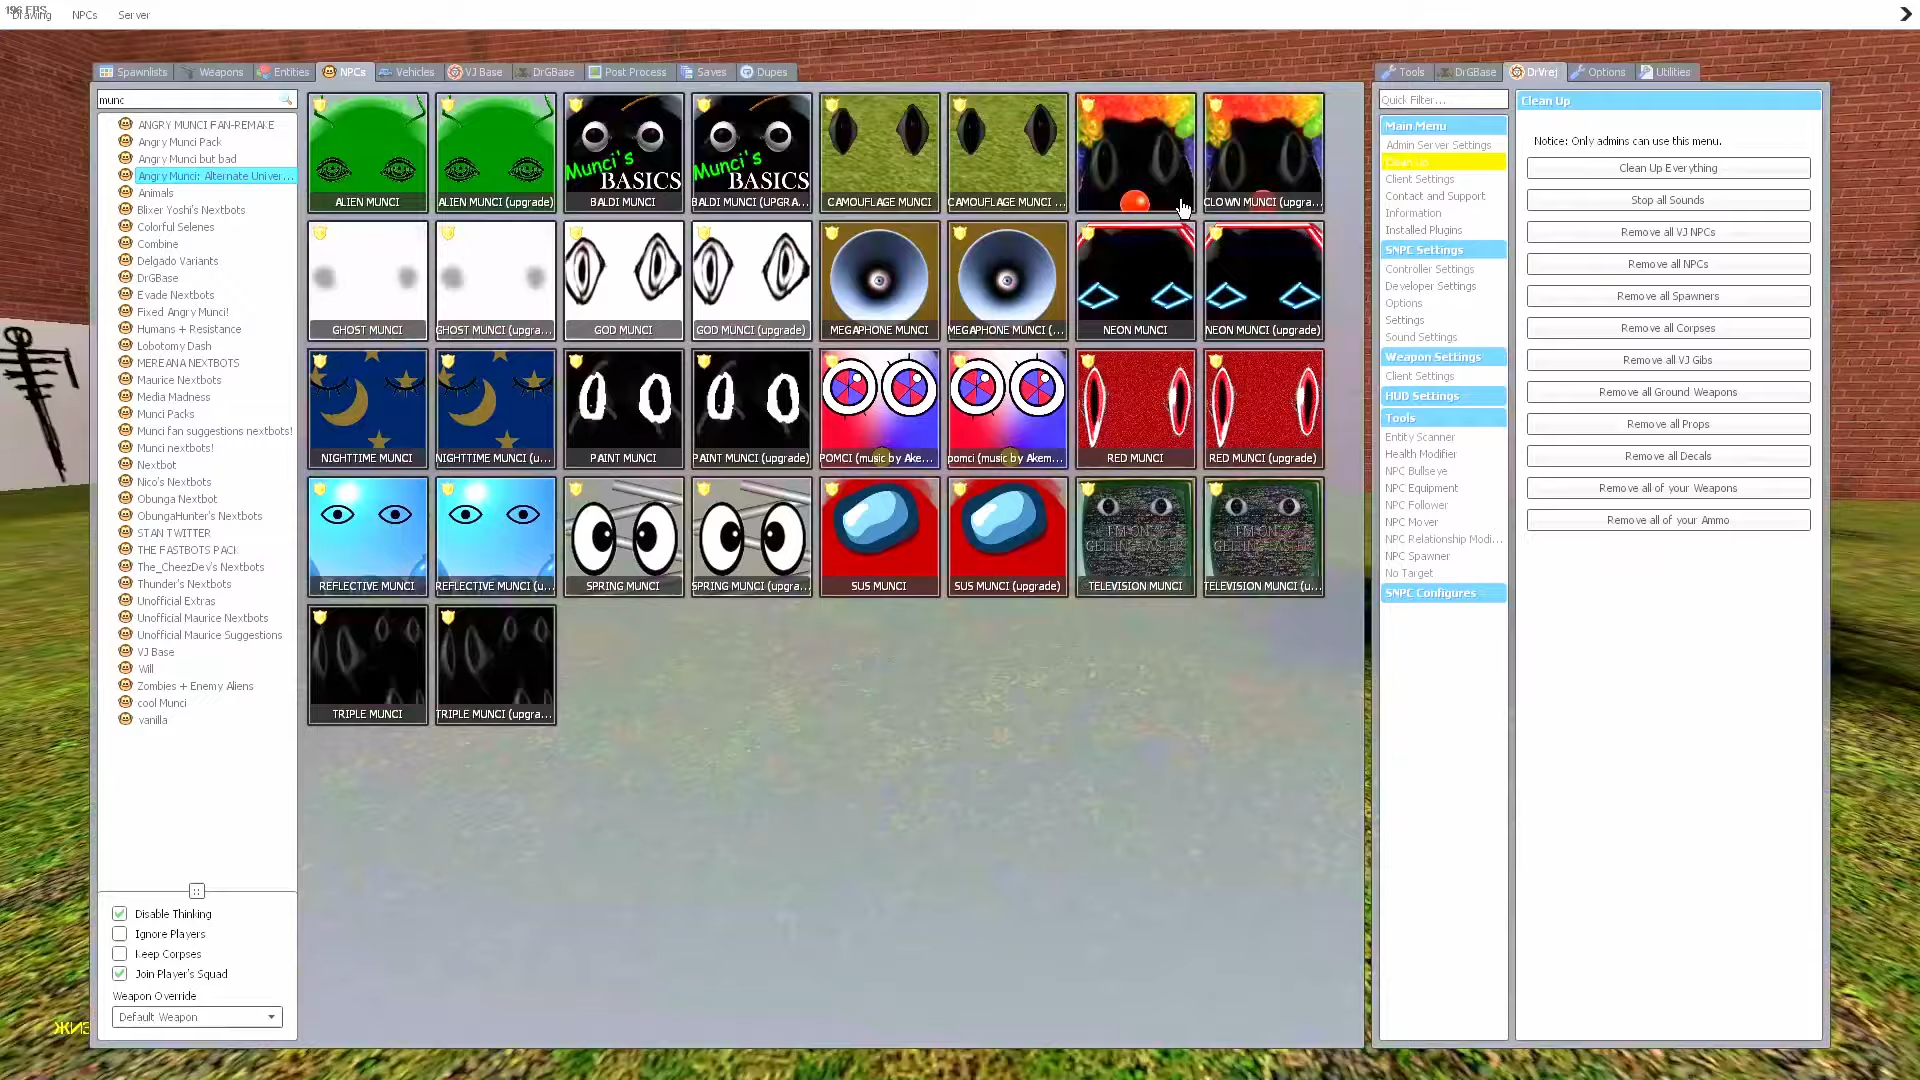 196 FPS
Drawing NPCs Server
Spawnlists Weapons Entities NPCs Vehicles VJ Base DrGBase Post Process Saves Dupes
Tools DrGBase DrVrej Options Utilities
munc
ANGRY MUNCI FAN-REMAKE
Angry Munci Pack
Angry Munci but bad
Angry Munci: Alternate Univer...
Animals
Blixer Yoshi's Nextbots
Colorful Selenes
Combine
Delgado Variants
DrGBase
Evade Nextbots
Fixed Angry Munci!
Humans + Resistance
Lobotomy Dash
MEREANA NEXTBOTS
Maurice Nextbots
Media Madness
Munci Packs
Munci fan suggestions nextbots!
Munci nextbots!
Nextbot
Nico's Nextbots
Obunga Nextbot
ObungaHunter's Nextbots
STAN TWITTER
THE FASTBOTS PACK
The_CheezDev's Nextbots
Thunder's Nextbots
Unofficial Extras
Unofficial Maurice Nextbots
Unofficial Maurice Suggestions
VJ Base
Will
Zombies + Enemy Aliens
cool Munci
vanilla
Disable Thinking
Ignore Players
Keep Corpses
Join Player's Squad
Weapon Override
Default Weapon
Munci's
BASICS
Munci's
BASICS
ALIEN MUNCI
ALIEN MUNCI (upgrade)
BALDI MUNCI
BALDI MUNCI (UPGRA...
CAMOUFLAGE MUNCI
CAMOUFLAGE MUNCI ...
CLOWN MUNCI (upgra...
GHOST MUNCI
GHOST MUNCI (upgra...
GOD MUNCI
GOD MUNCI (upgrade)
MEGAPHONE MUNCI
MEGAPHONE MUNCI (...
NEON MUNCI
NEON MUNCI (upgrade)
NIGHTTIME MUNCI
NIGHTTIME MUNCI (u...
PAINT MUNCI
PAINT MUNCI (upgrade)
POMCI (music by Ake...
pomci (music by Akem...
RED MUNCI
RED MUNCI (upgrade)
REFLECTIVE MUNCI
REFLECTIVE MUNCI (u...
SPRING MUNCI
SPRING MUNCI (upgra...
SUS MUNCI
SUS MUNCI (upgrade)
TELEVISION MUNCI
TELEVISION MUNCI (u...
TRIPLE MUNCI
TRIPLE MUNCI (upgra...
Quick Filter...
Main Menu
Admin Server Settings
Clean Up
Client Settings
Contact and Support
Information
Installed Plugins
SNPC Settings
Controller Settings
Developer Settings
Options
Settings
Sound Settings
Weapon Settings
Client Settings
HUD Settings
Tools
Entity Scanner
Health Modifier
NPC Bullseye
NPC Equipment
NPC Follower
NPC Mover
NPC Relationship Modi...
NPC Spawner
No Target
SNPC Configures
Clean Up
Notice: Only admins can use this menu.
Clean Up Everything
Stop all Sounds
Remove all VJ NPCs
Remove all NPCs
Remove all Spawners
Remove all Corpses
Remove all VJ Gibs
Remove all Ground Weapons
Remove all Props
Remove all Decals
Remove all of your Weapons
Remove all of your Ammo